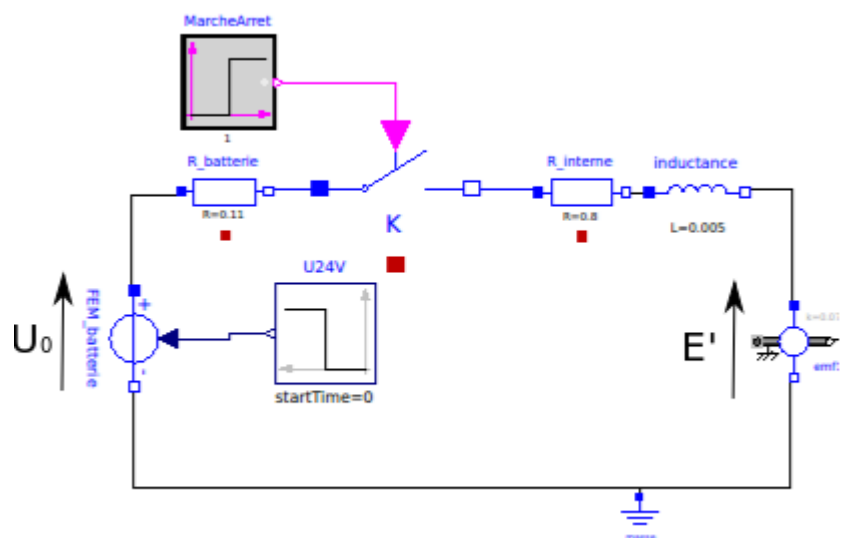 MarcheArret
1
R_batterie
R=0.11
K
R_interne
R=0.8
inductance
L=0.005
U24V
startTime=0
U₀
FEM_batterie
+
-
E'